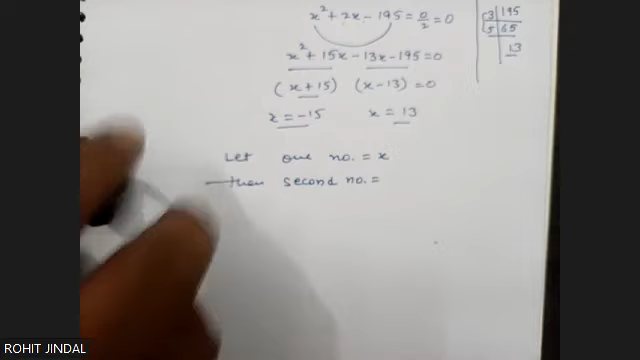 x² + 2x − 195 = 0/2 = 0
3 | 195
5 | 65
| 13
x² + 15x − 13x − 195 = 0
(x + 15) (x − 13) = 0
x = −15 x = 13
Let one no. = x
then second no. =
ROHIT JINDAL